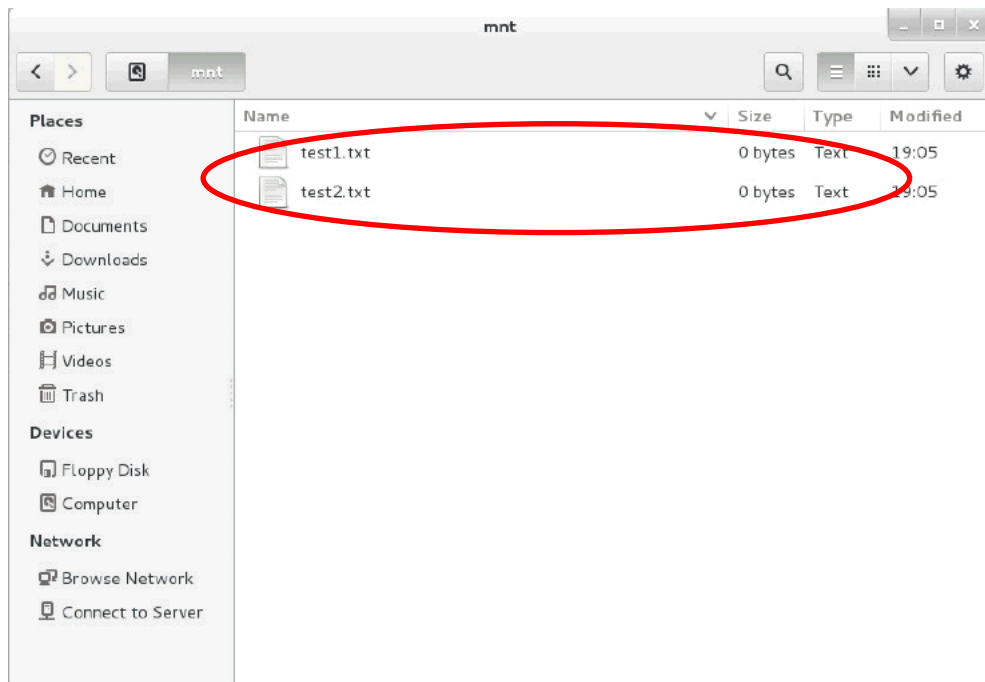 mnt
mnt
Places
Recent
Home
Documents
Downloads
Music
Pictures
Videos
Trash
Devices
Floppy Disk
Computer
Network
Browse Network
Connect to Server
Name Size Type Modified
test1.txt 0 bytes Text 19:05
test2.txt 0 bytes Text 19:05